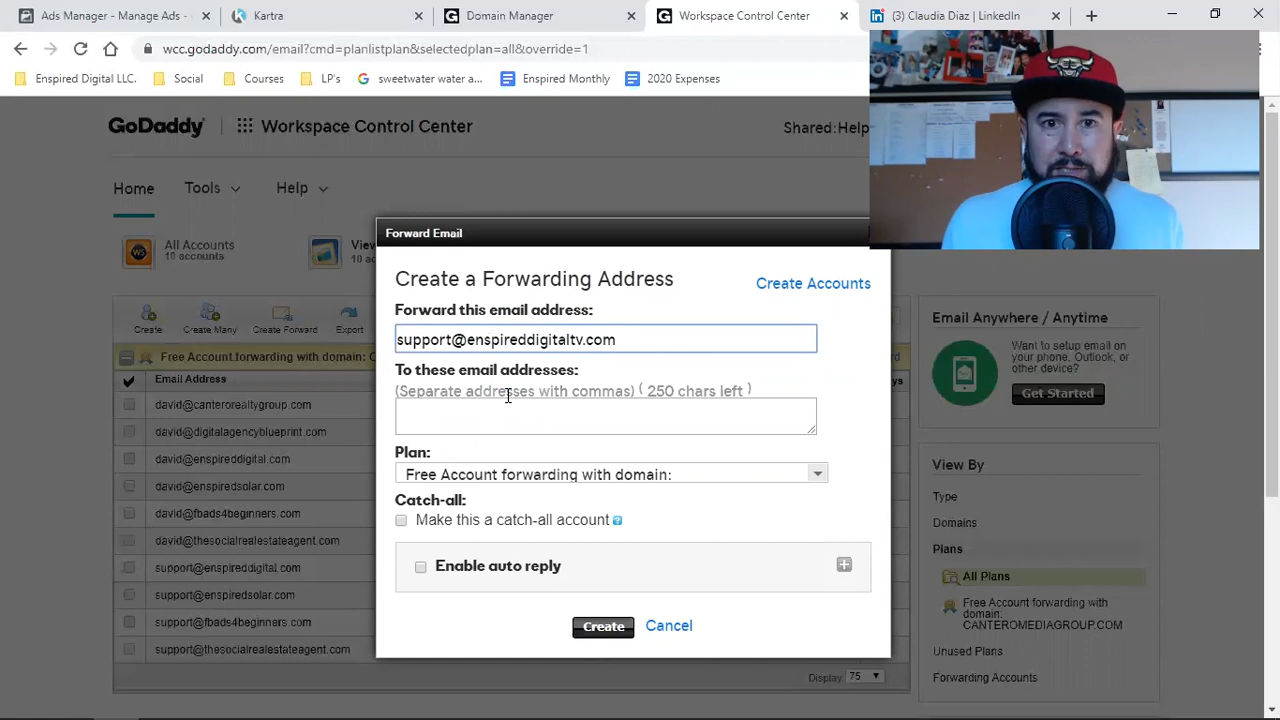 Ads Manager - Manage Ads -
Kartra
Domain Manager
Workspace Control Center
(3) Claudia Diaz | LinkedIn
wcc.godaddy.com/email?cmd=planlistplan&selectedplan=all&override=1
Enspired Digital LLC.
Social
Courses
LP's
sweetwater water a...
Enspired Monthly
2020 Expenses
GoDaddy
Workspace Control Center
Shared:Help
Home
Tools
Help
All Accounts
10 accounts
Create
Create Many
Create Forward
Export
Free Account forwarding with domain:
Email Address
david@canterorealtygroup.com
david@digitalagencyblueprint.com
david@enspireddigital.com
david@enspiredsolar.com
david@fbads4beginners.com
david@thesocialrealestateagent.com
support@enspireddigital.com
support@enspiredsolar.com
support@fbads4beginners.com
support@thesocialrealestateagent.com
Display: 75
Forward Email
Create a Forwarding Address
Create Accounts
Forward this email address:
support@enspireddigitaltv.com
To these email addresses:
(Separate addresses with commas) ( 250 chars left )
Plan:
Free Account forwarding with domain:
Catch-all:
Make this a catch-all account
Enable auto reply
Create
Cancel
Email Anywhere / Anytime
Want to setup email on
your phone, Outlook, or
other device?
Get Started
View By
Type
Domains
Plans
All Plans
Free Account forwarding with
domain:
CANTEROMEDIAGROUP.COM
Unused Plans
Forwarding Accounts